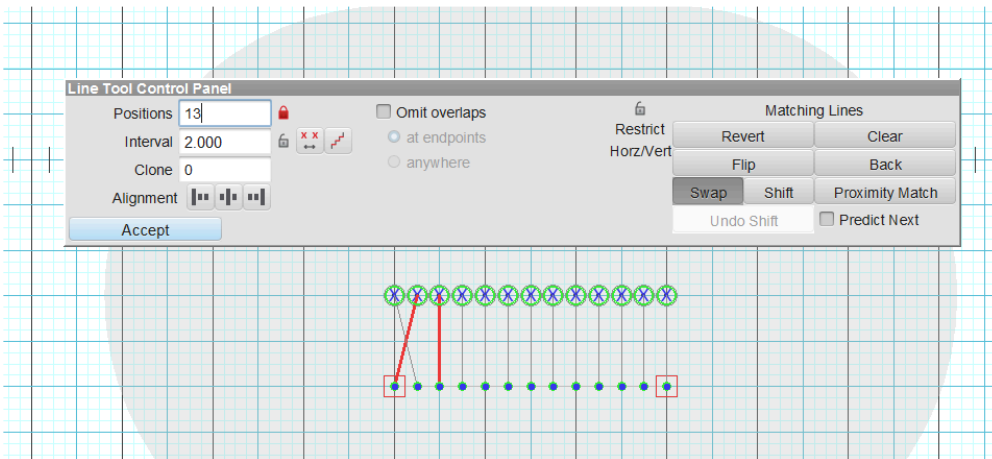 Line Tool Control Panel
Positions 13
Interval 2.000
Clone 0
Alignment
Accept
Omit overlaps
at endpoints
anywhere
Restrict
Horz/Vert
Matching Lines
Revert Clear
Flip Back
Swap Shift Proximity Match
Undo Shift Predict Next